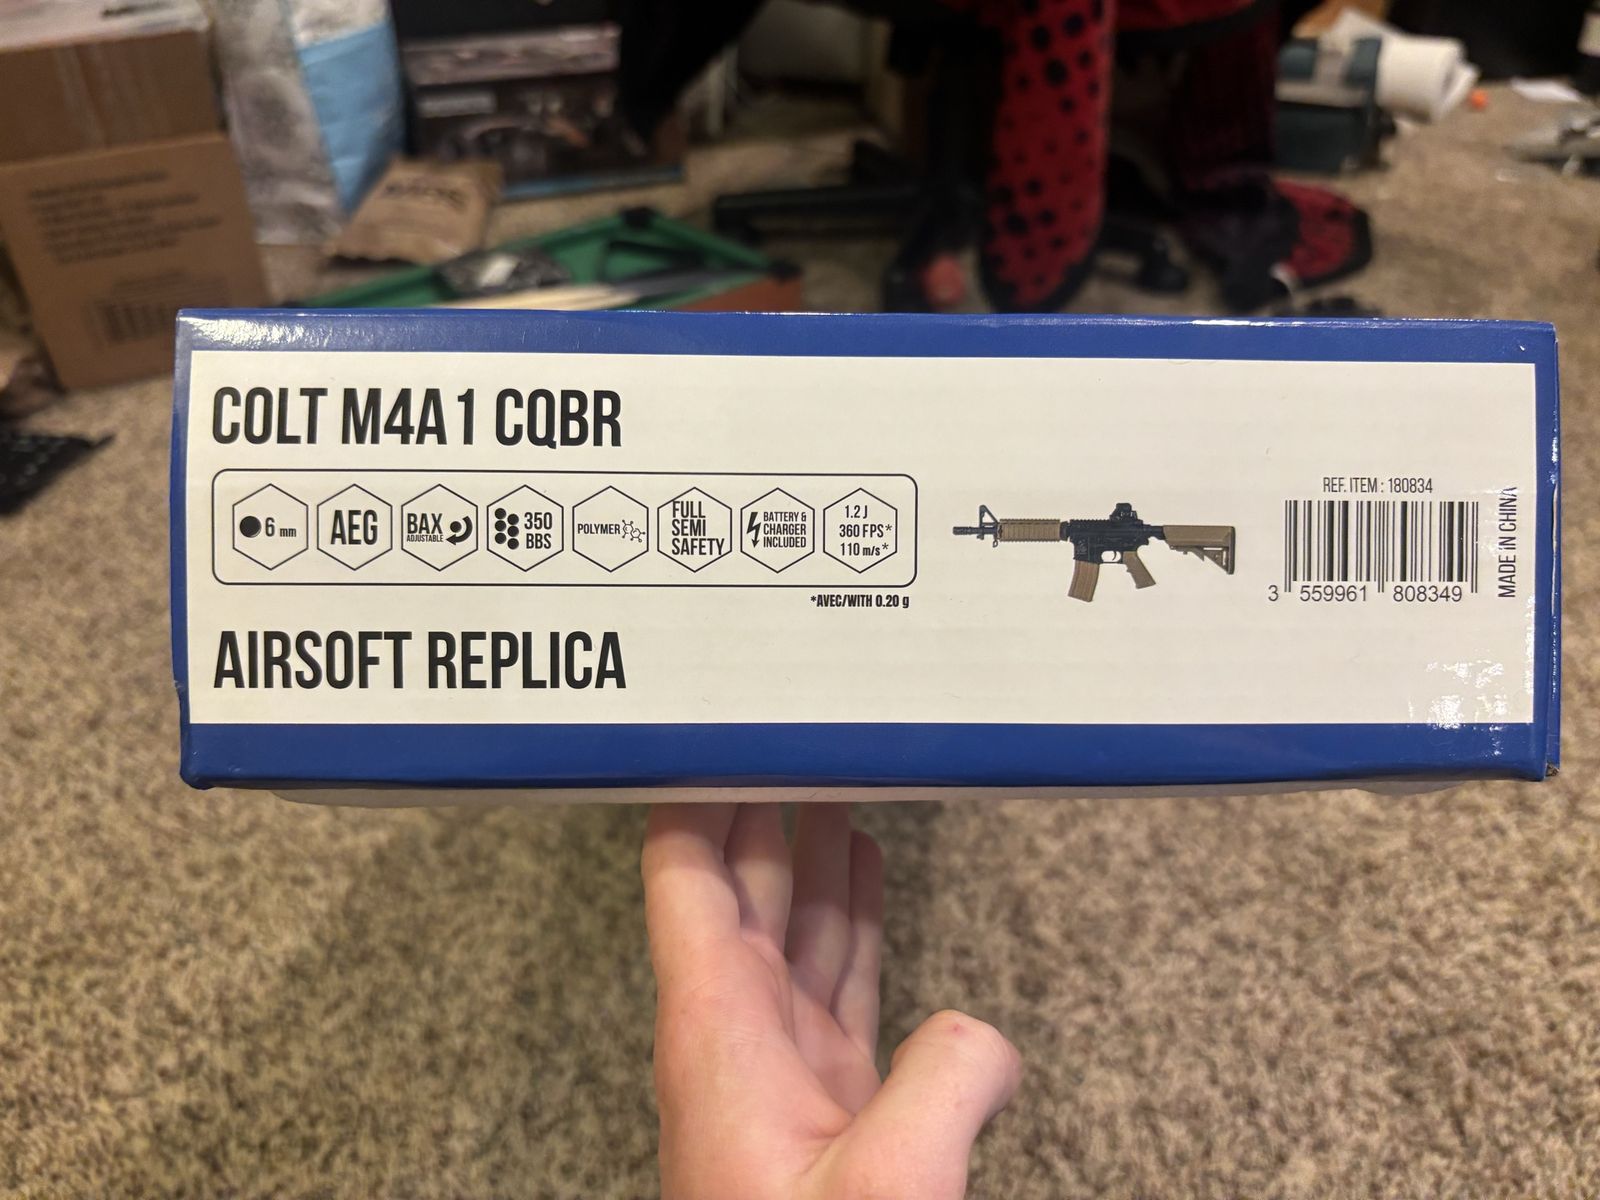 COLT M4A1 CQBR
6 mm
AEG
BAX
ADJUSTABLE
350
BBS
POLYMER
FULL
SEMI
SAFETY
BATTERY &
CHARGER
INCLUDED
1.2 J
360 FPS*
110 m/s*
*AVEC/WITH 0.20 g
AIRSOFT REPLICA
REF. ITEM : 180834
3 559961 808349
MADE IN CHINA